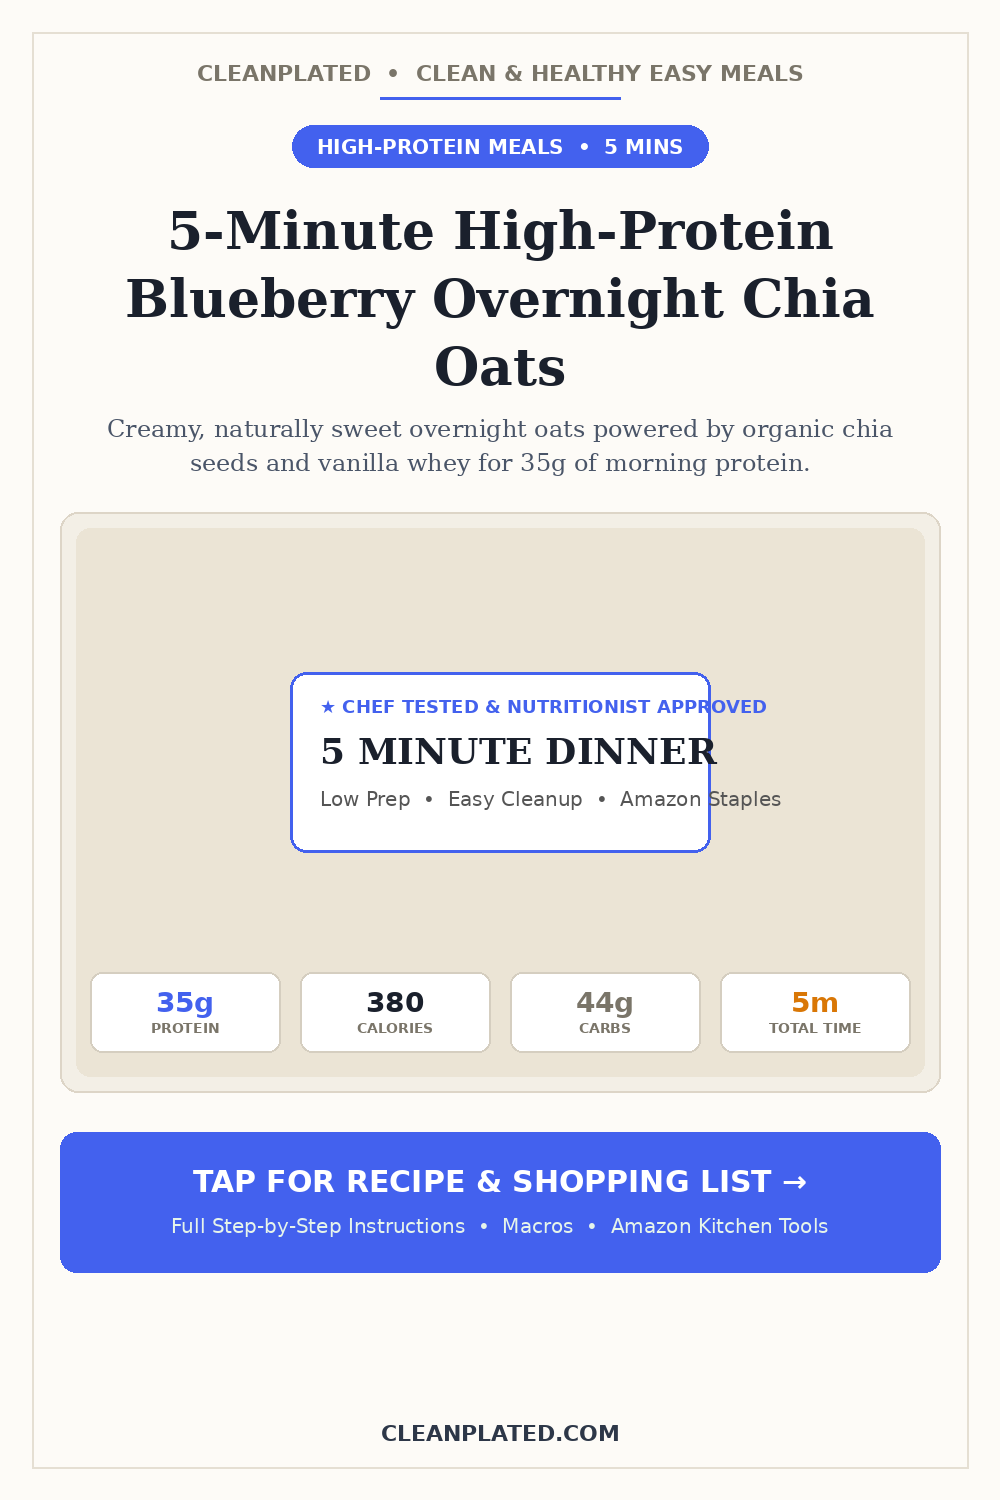 CLEANPLATED • CLEAN & HEALTHY EASY MEALS
HIGH-PROTEIN MEALS • 5 MINS
5-Minute High-Protein
Blueberry Overnight Chia
Oats
Creamy, naturally sweet overnight oats powered by organic chia
seeds and vanilla whey for 35g of morning protein.
★ CHEF TESTED & NUTRITIONIST APPROVED
5 MINUTE DINNER
Low Prep • Easy Cleanup • Amazon Staples
35g
PROTEIN
380
CALORIES
44g
CARBS
5m
TOTAL TIME
TAP FOR RECIPE & SHOPPING LIST →
Full Step-by-Step Instructions • Macros • Amazon Kitchen Tools
CLEANPLATED.COM